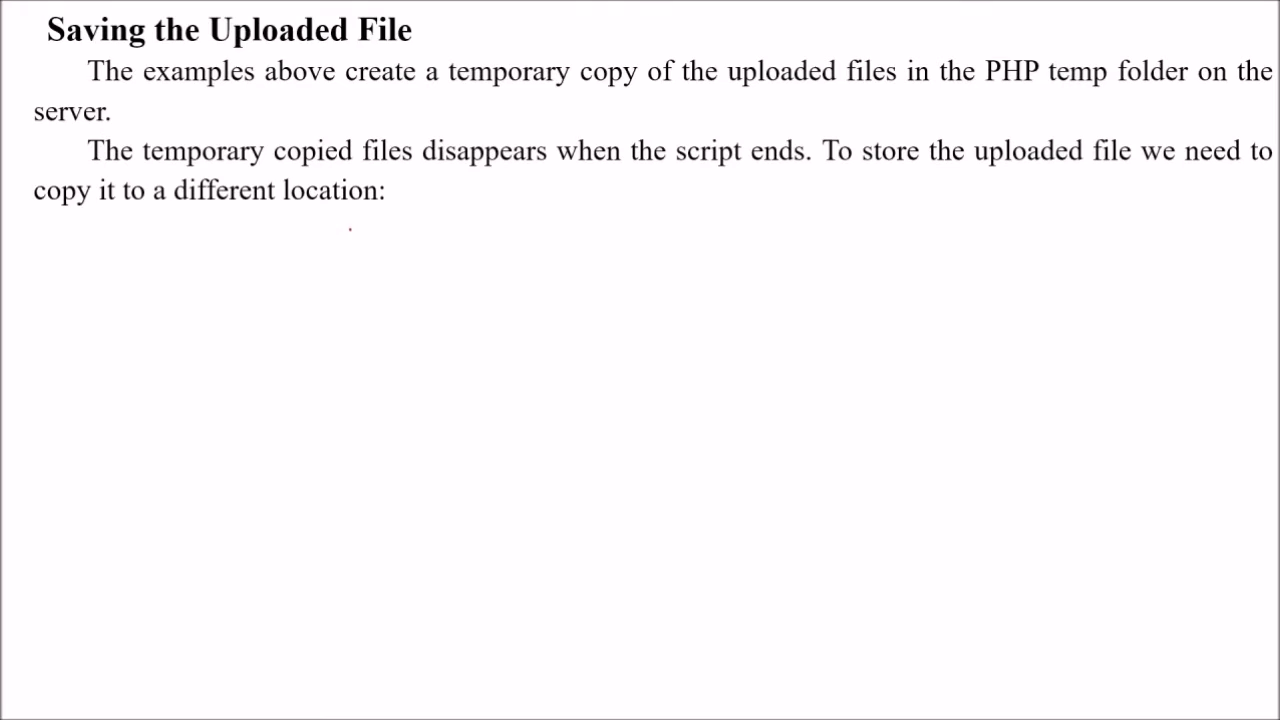 Saving the Uploaded File
The examples above create a temporary copy of the uploaded files in the PHP temp folder on the
server.
The temporary copied files disappears when the script ends. To store the uploaded file we need to
copy it to a different location: